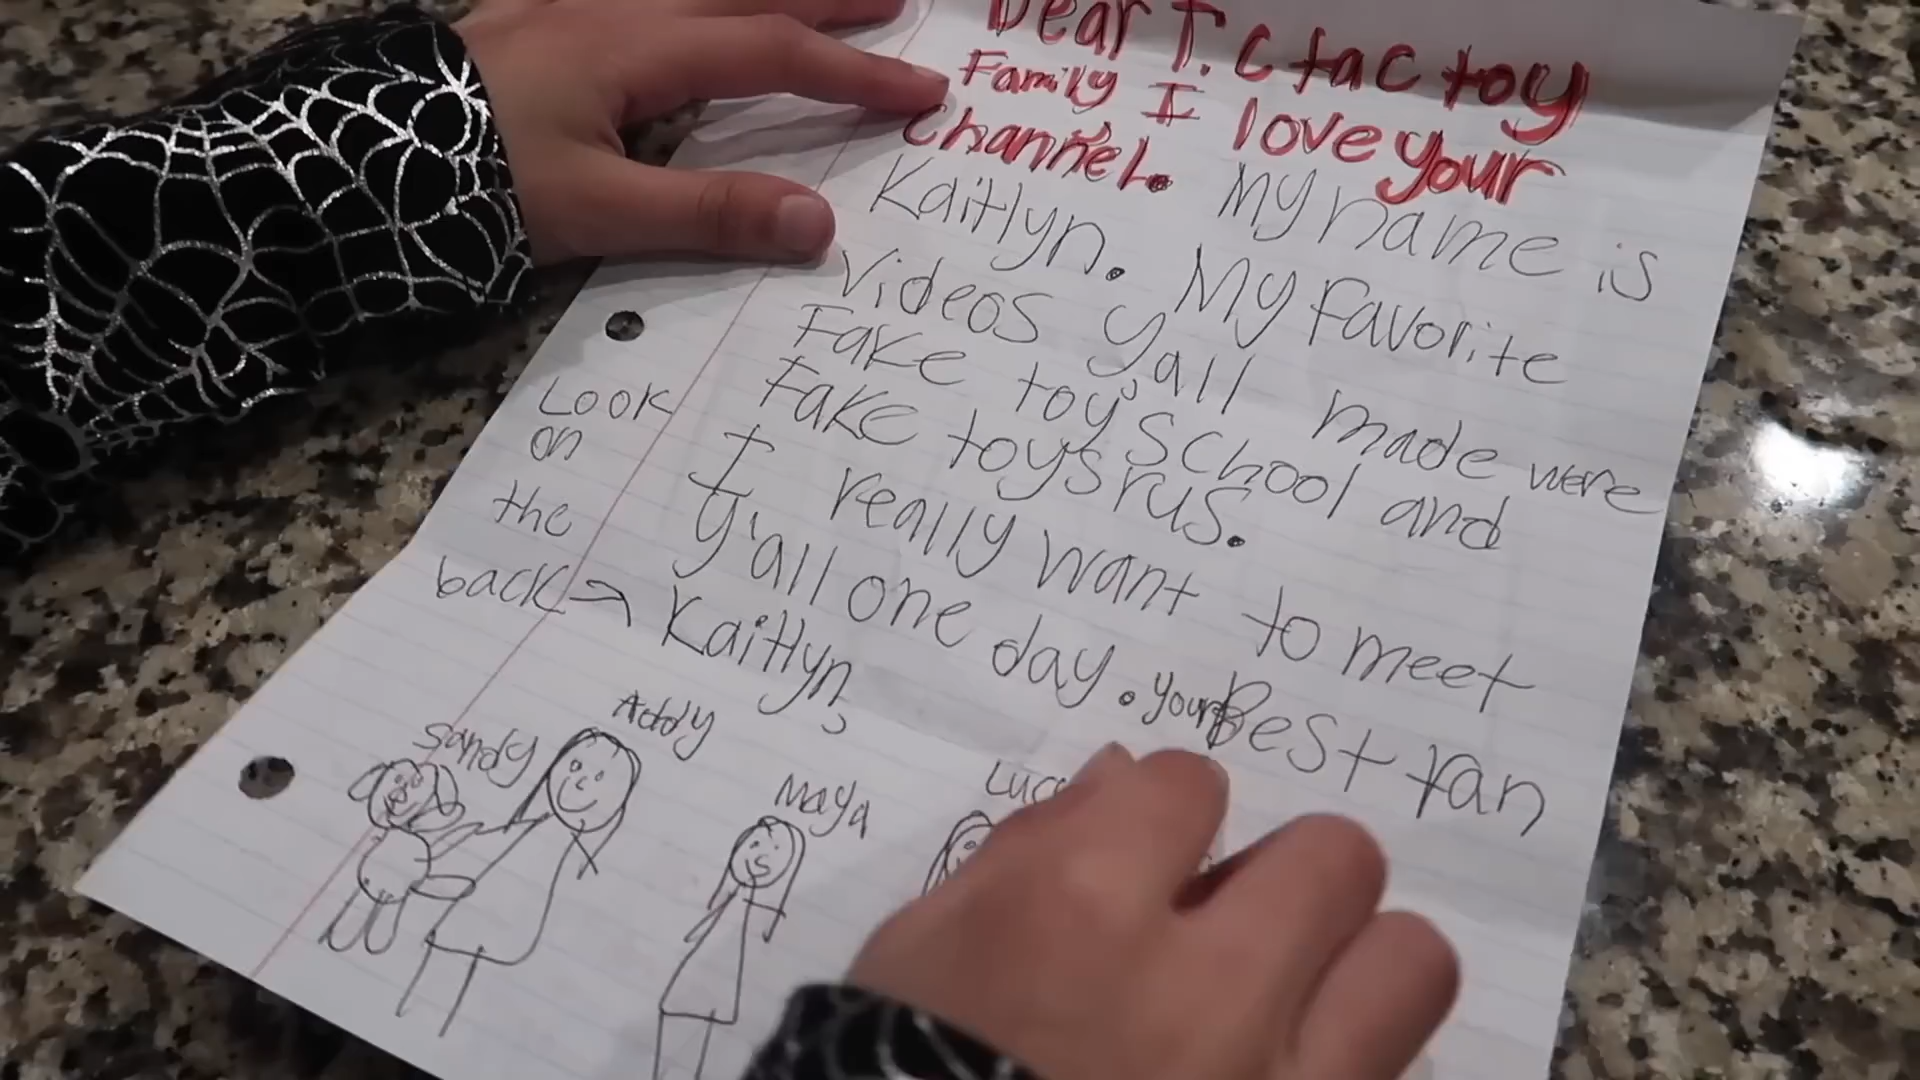 Dear T.c tac toy
Family I love your
channel. My name is
Kaitlyn. My Favorite
Videos y'all made were
Fake toy school and
Fake toys rus.
I really want to meet
y'all one day. your Best fan
Kaitlyn,
Look
on
the
back
Sandy
Addy
Maya